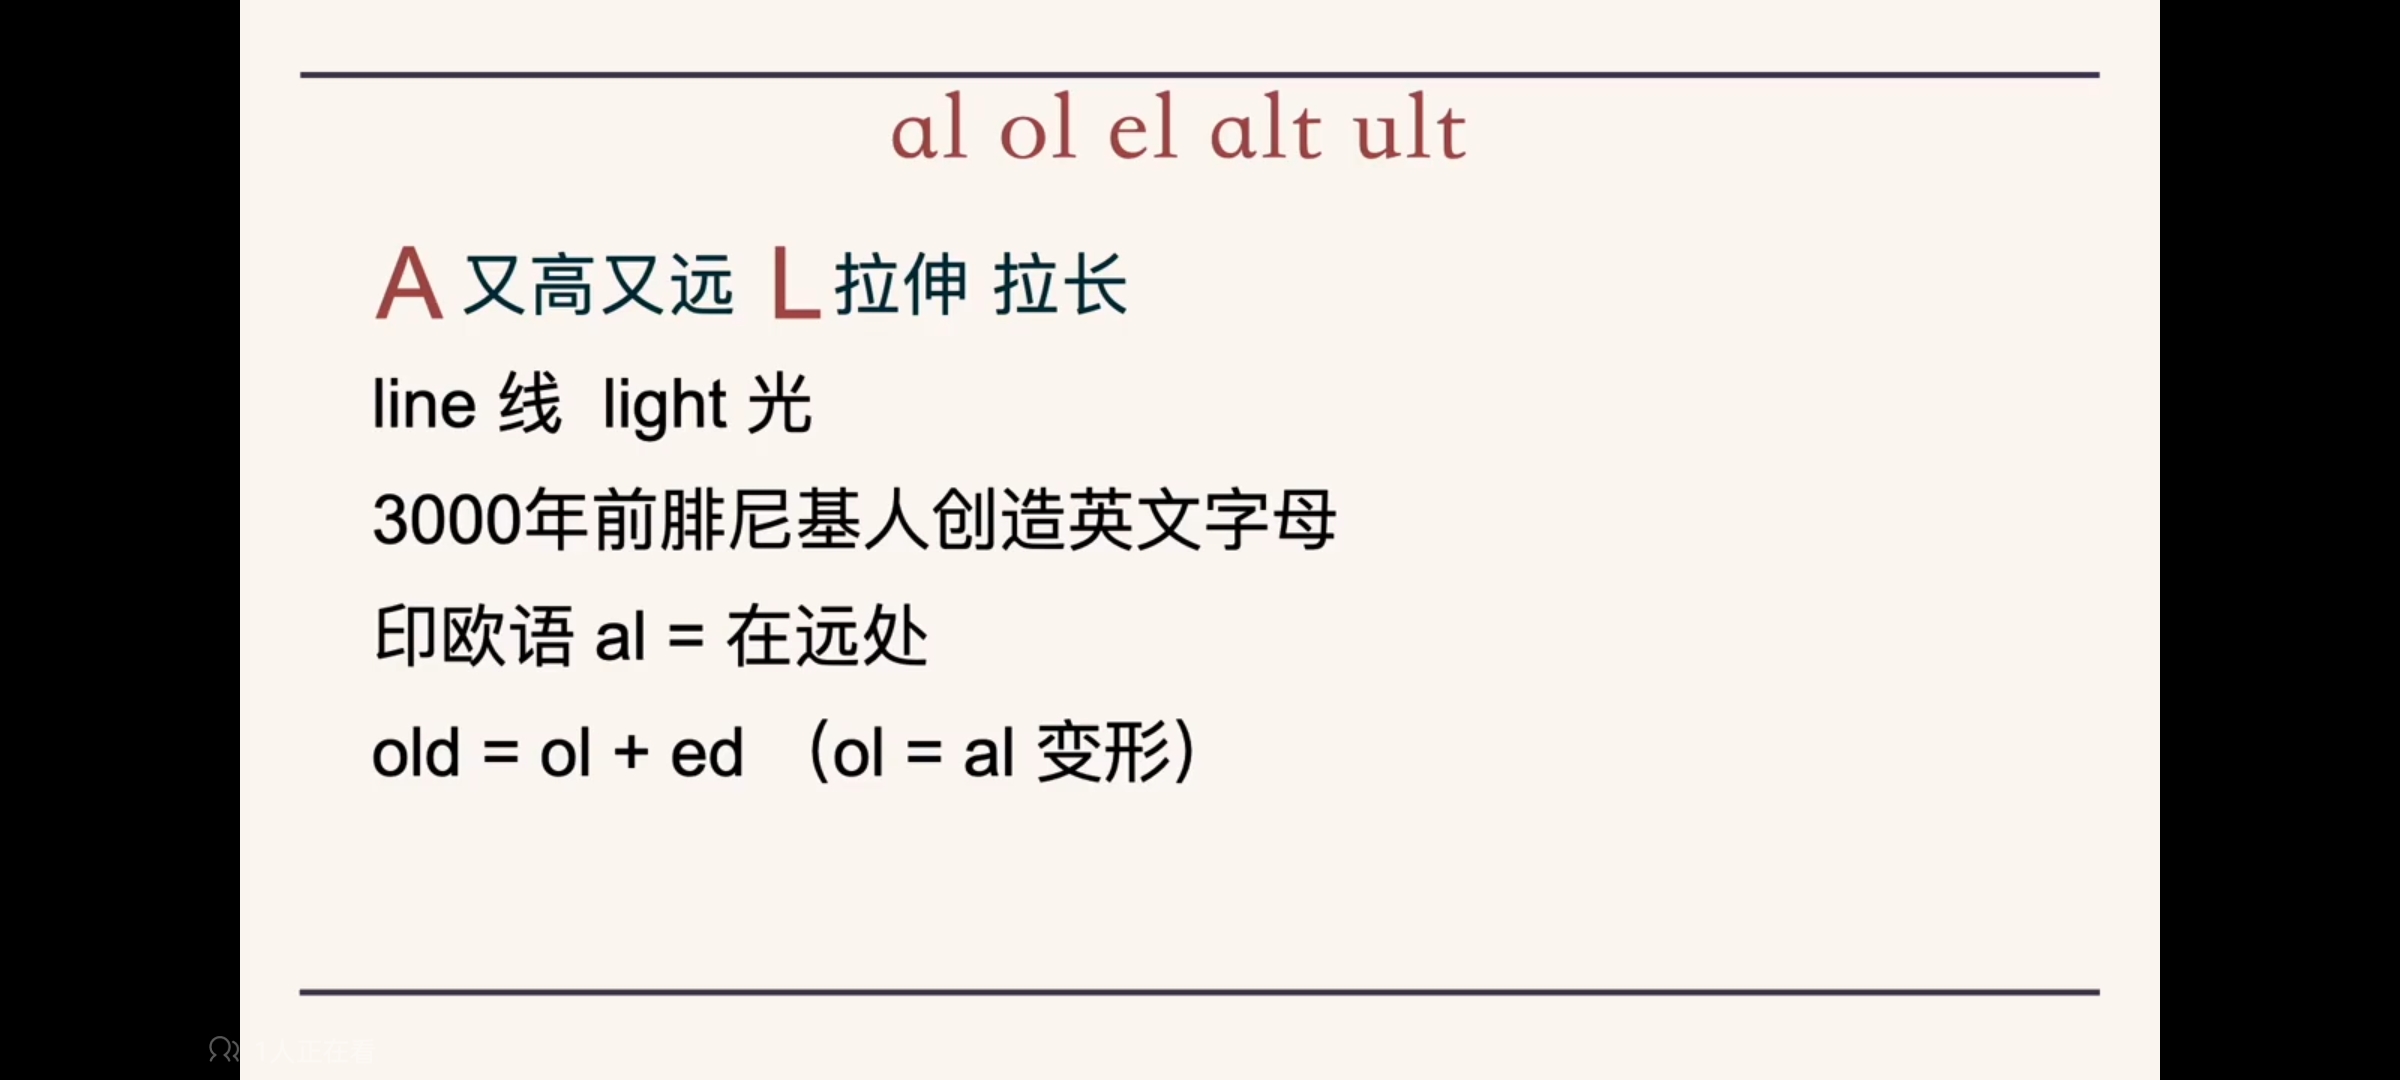 al ol el alt ult
A 又高又远 L 拉伸 拉长
line 线 light 光
3000年前腓尼基人创造英文字母
印欧语 al = 在远处
old = ol + ed （ol = al 变形）
1人正在看